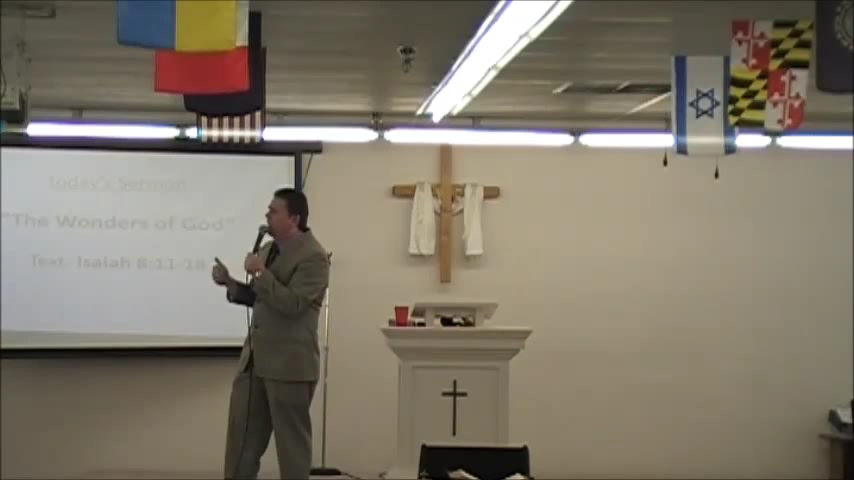 Today's Sermon
"The Wonders of God"
Text: Isaiah 8:11-18